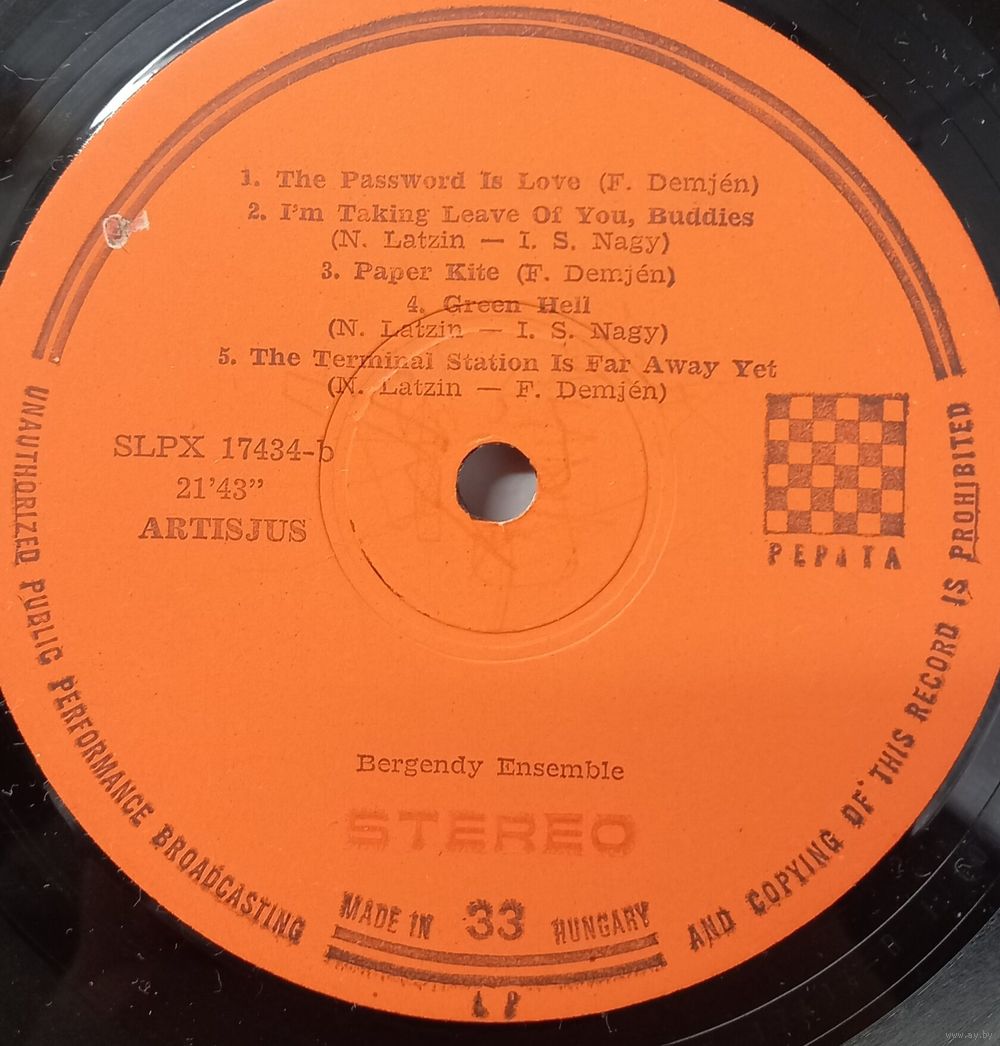 1. The Password Is Love (F. Demjén)
2. I'm Taking Leave Of You, Buddies
(N. Latzin — I. S. Nagy)
3. Paper Kite (F. Demjén)
4. Green Hell
(N. Latzin — I. S. Nagy)
5. The Terminal Station Is Far Away Yet
(N. Latzin — F. Demjén)
SLPX 17434-b
21'43”
ARTISJUS
PEPITA
Bergendy Ensemble
STEREO
MADE IN 33 HUNGARY
LP
UNAUTHORIZED PUBLIC PERFORMANCE BROADCASTING AND COPYING OF THIS RECORD IS PROHIBITED
www.ay.by